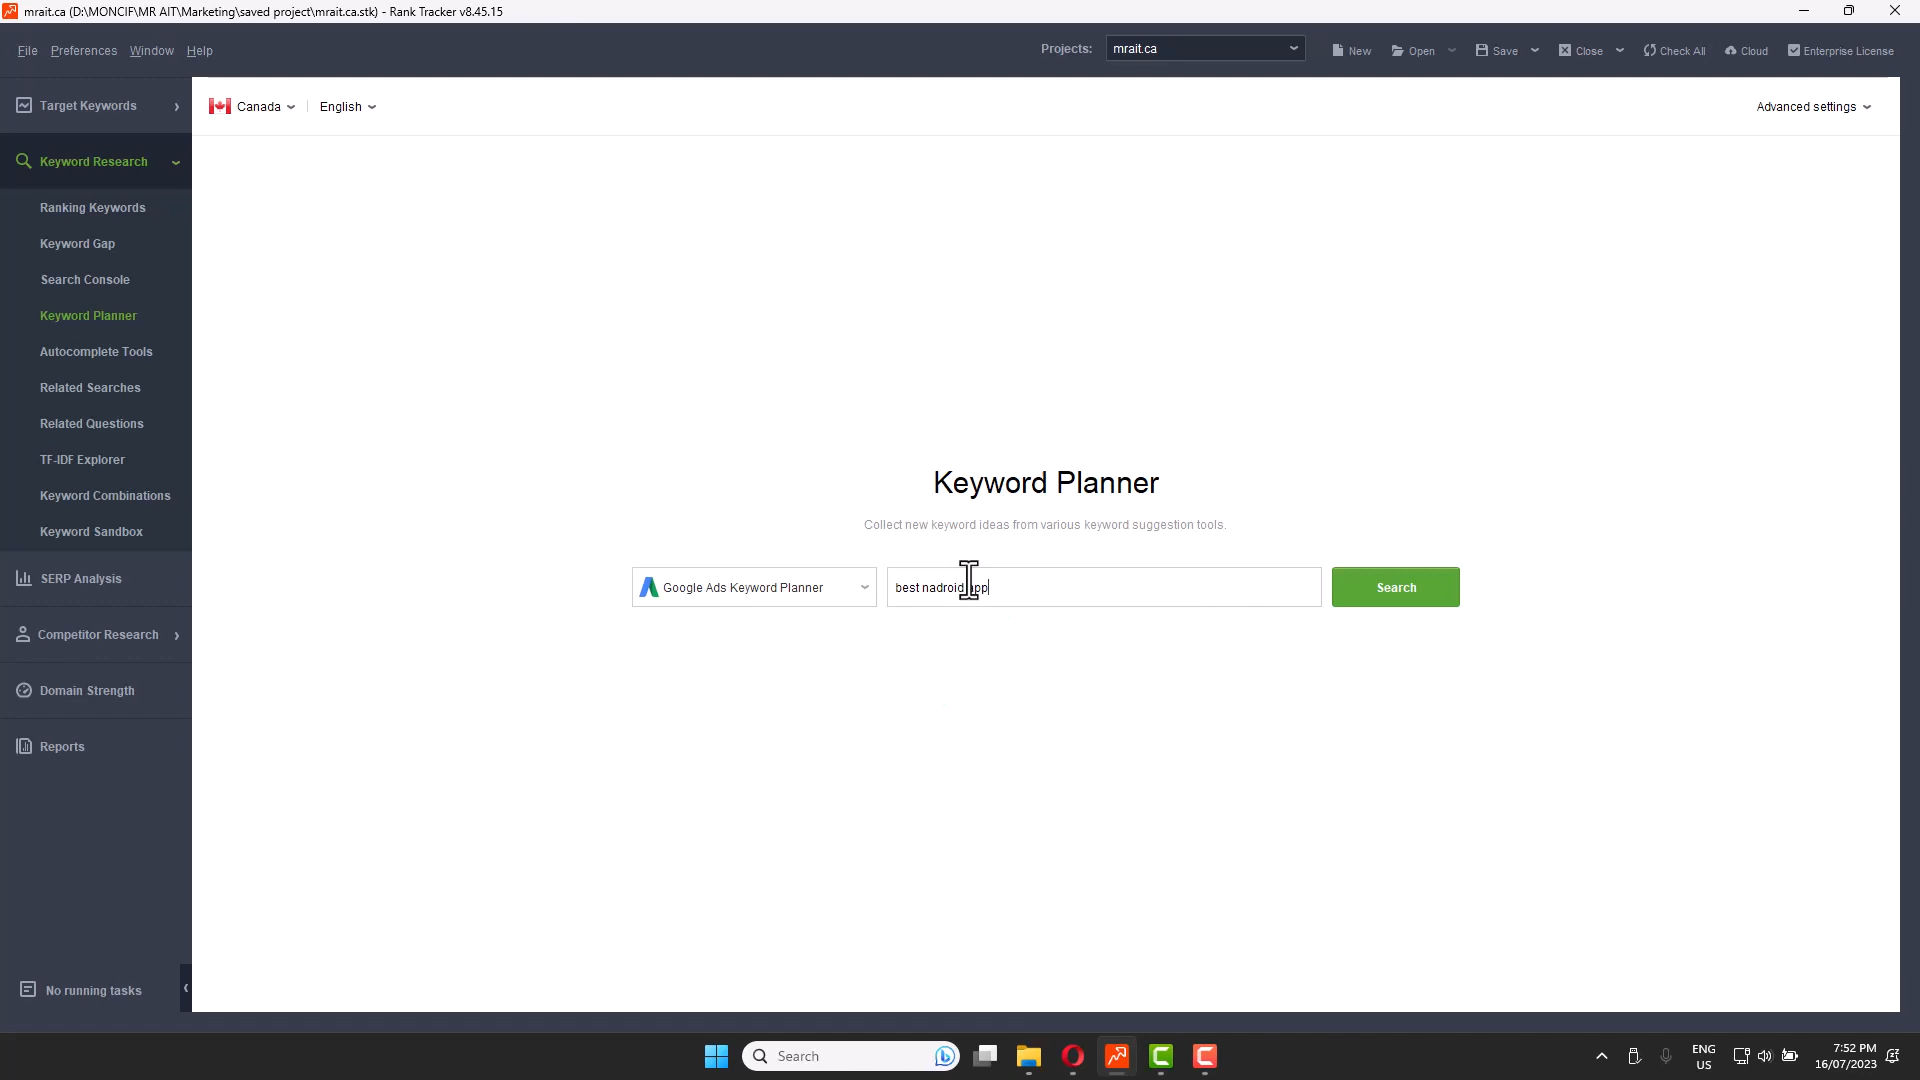 mrait.ca (D:\MONCIF\MR AIT\Marketing\saved project\mrait.ca.stk) - Rank Tracker v8.45.15
File Preferences Window Help
Projects: mrait.ca New Open Save Close Check All Cloud Enterprise License
Target Keywords
Canada English Advanced settings
Keyword Research
Ranking Keywords
Keyword Gap
Search Console
Keyword Planner
Autocomplete Tools
Related Searches
Related Questions
TF-IDF Explorer
Keyword Combinations
Keyword Sandbox
SERP Analysis
Competitor Research
Domain Strength
Reports
No running tasks
Keyword Planner
Collect new keyword ideas from various keyword suggestion tools.
Google Ads Keyword Planner best nadroid app Search
Search
ENG
US
7:52 PM
16/07/2023